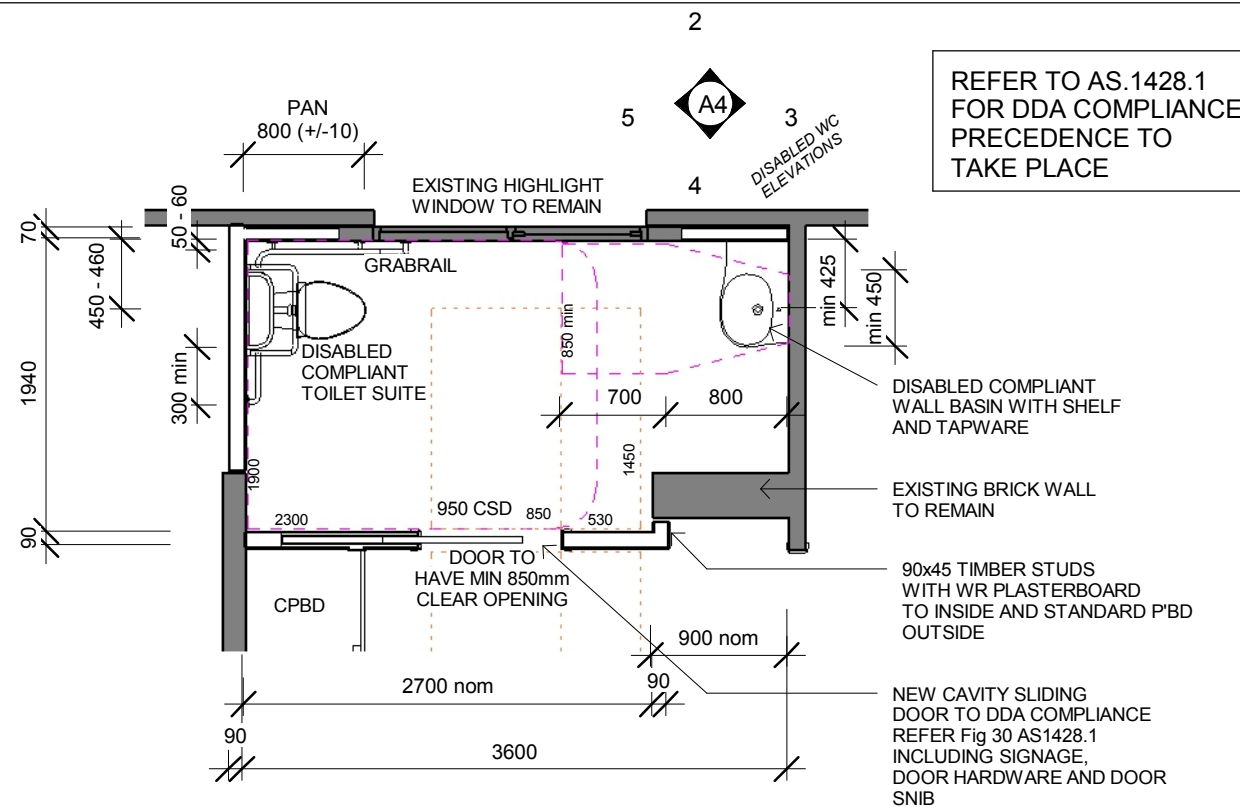 2
A4
5
3
4
DISABLED WC
ELEVATIONS
REFER TO AS.1428.1
FOR DDA COMPLIANCE
PRECEDENCE TO
TAKE PLACE
PAN
800 (+/-10)
EXISTING HIGHLIGHT
WINDOW TO REMAIN
70
50 - 60
450 - 460
GRABRAIL
DISABLED
COMPLIANT
TOILET SUITE
300 min
1940
90
850 min
min 425
min 450
700
800
DISABLED COMPLIANT
WALL BASIN WITH SHELF
AND TAPWARE
1900
2300
950 CSD
850
530
1450
EXISTING BRICK WALL
TO REMAIN
DOOR TO
HAVE MIN 850mm
CLEAR OPENING
CPBD
90x45 TIMBER STUDS
WITH WR PLASTERBOARD
TO INSIDE AND STANDARD P'BD
OUTSIDE
900 nom
2700 nom
90
90
3600
NEW CAVITY SLIDING
DOOR TO DDA COMPLIANCE
REFER Fig 30 AS1428.1
INCLUDING SIGNAGE,
DOOR HARDWARE AND DOOR
SNIB